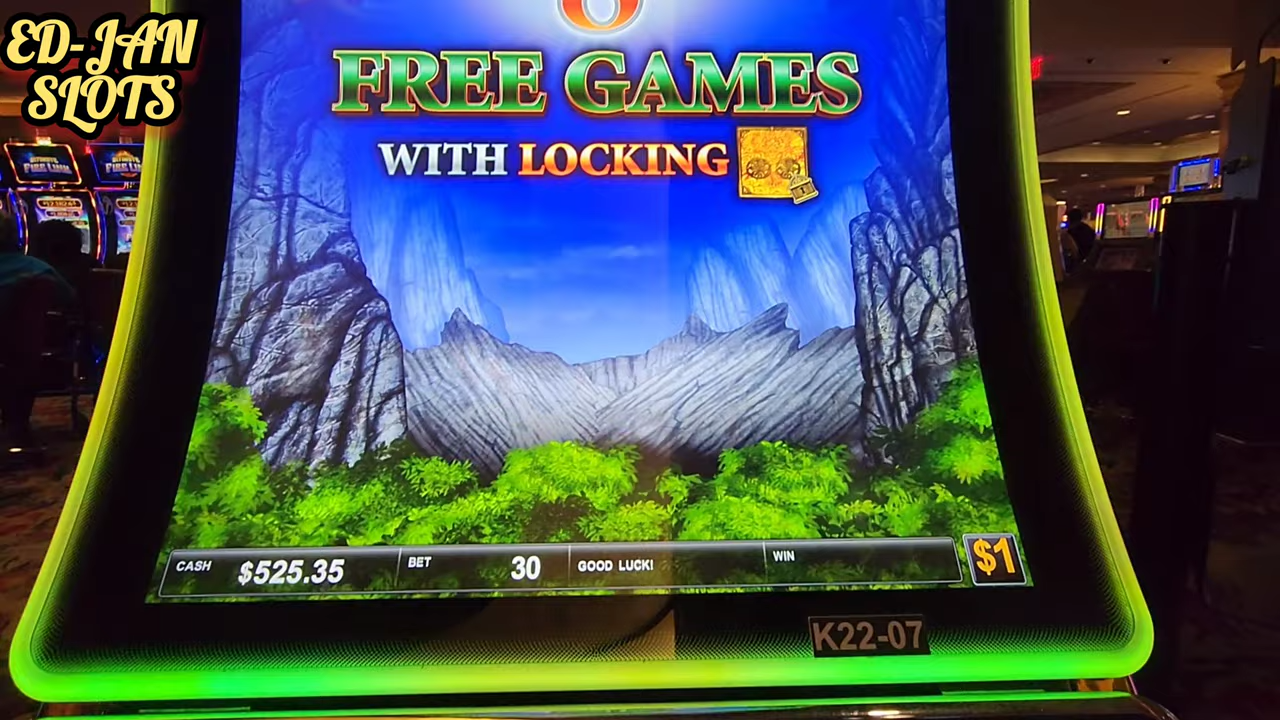 ED-JAN
SLOTS
FREE GAMES
WITH LOCKING
CASH $525.35 BET 30 GOOD LUCK! WIN $1
K22-07